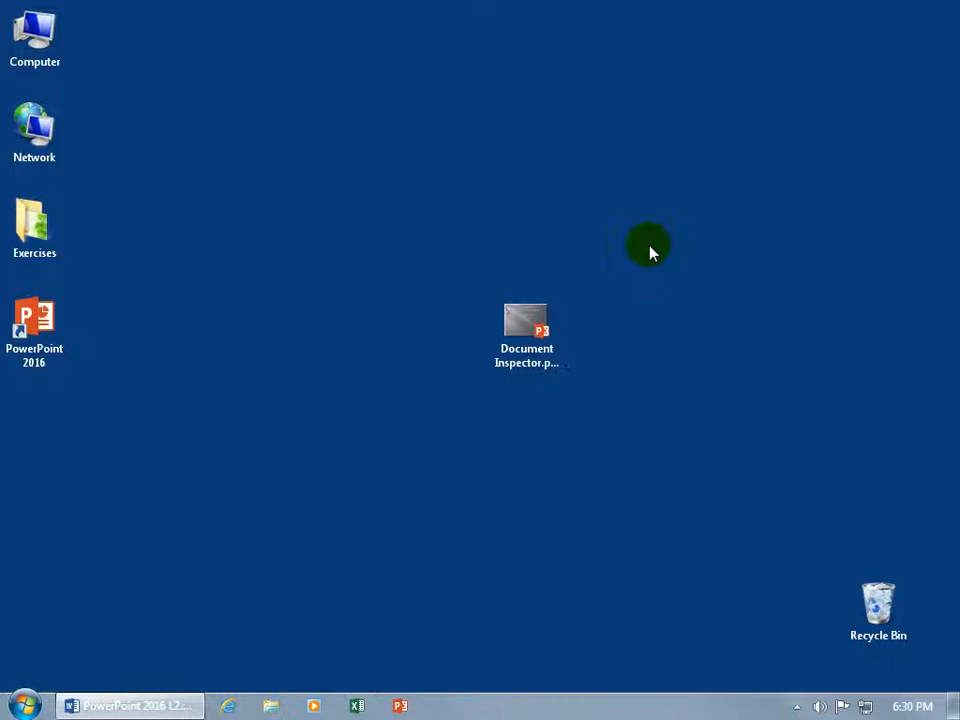 Computer
Network
Exercises
PowerPoint
2016
Document
Inspector.p...
Recycle Bin
PowerPoint 2016 L2....
6:30 PM